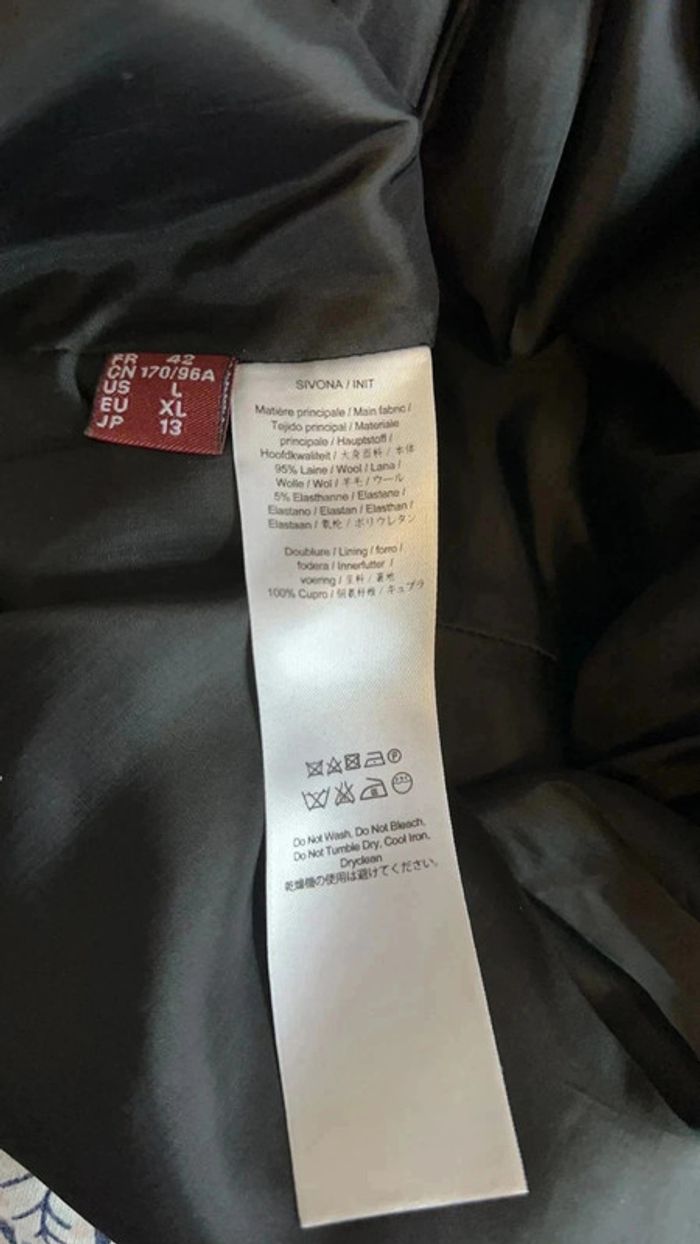 FR 42
CN 170/96A
US L
EU XL
JP 13
SIVONA / INIT
Matière principale / Main fabric /
Tejido principal / Materiale
principale / Hauptstoff /
Hoofdkwaliteit / 大身面料 / 本体
95% Laine / Wool / Lana /
Wolle / Wol / 羊毛 / ウール
5% Elasthanne / Elastene /
Elastano / Elastan / Elasthan /
Elastaan / 氨纶 / ポリウレタン
Doublure / Lining / forro /
fodera / Innerfutter /
voering / 里料 / 裏地
100% Cupro / 铜氨纤维 / キュプラ
P
Do Not Wash, Do Not Bleach,
Do Not Tumble Dry, Cool Iron,
Dryclean
乾燥機の使用は避けてください。